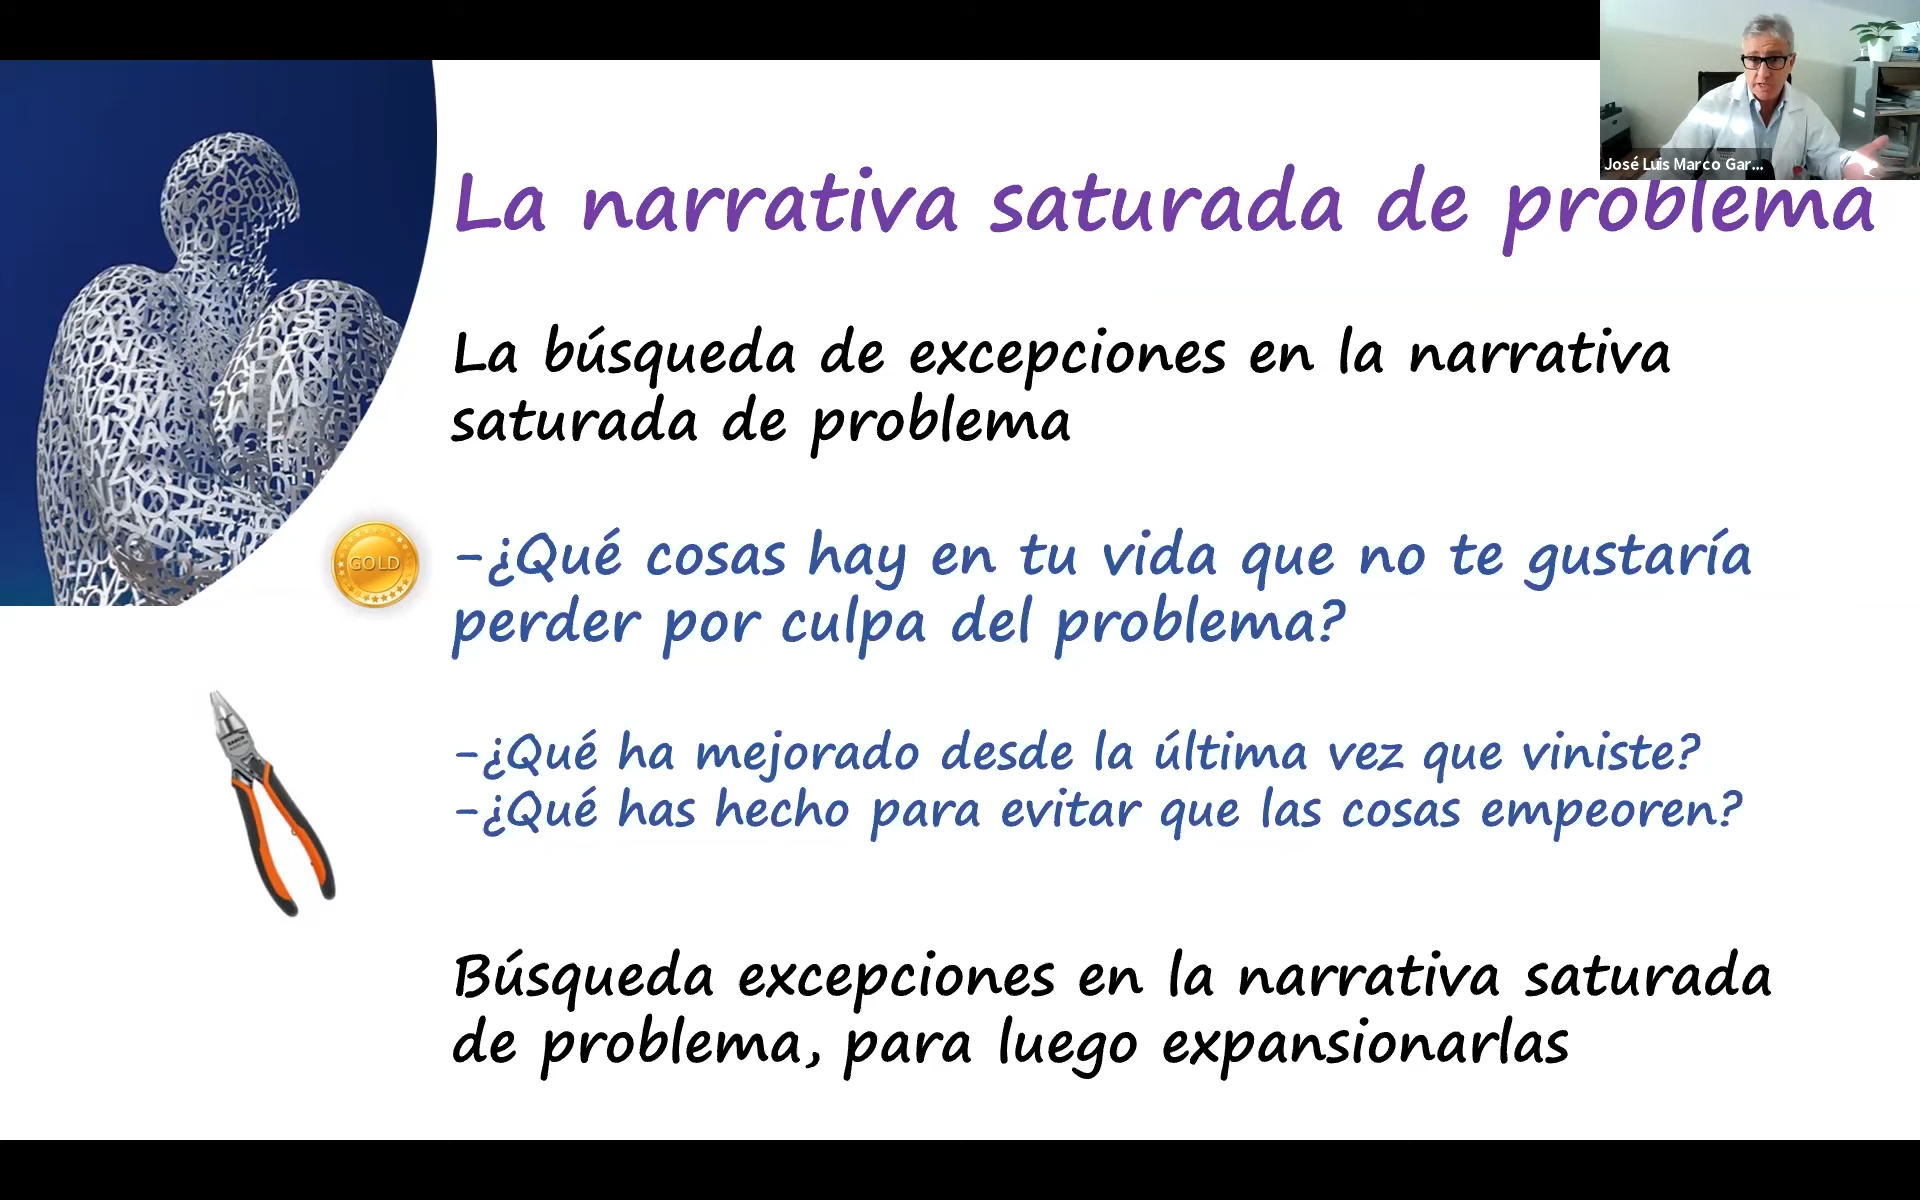 José Luis Marco Gar...
La narrativa saturada de problema
La búsqueda de excepciones en la narrativa
saturada de problema
GOLD
-¿Qué cosas hay en tu vida que no te gustaría
perder por culpa del problema?
-¿Qué ha mejorado desde la última vez que viniste?
-¿Qué has hecho para evitar que las cosas empeoren?
Búsqueda excepciones en la narrativa saturada
de problema, para luego expansionarlas